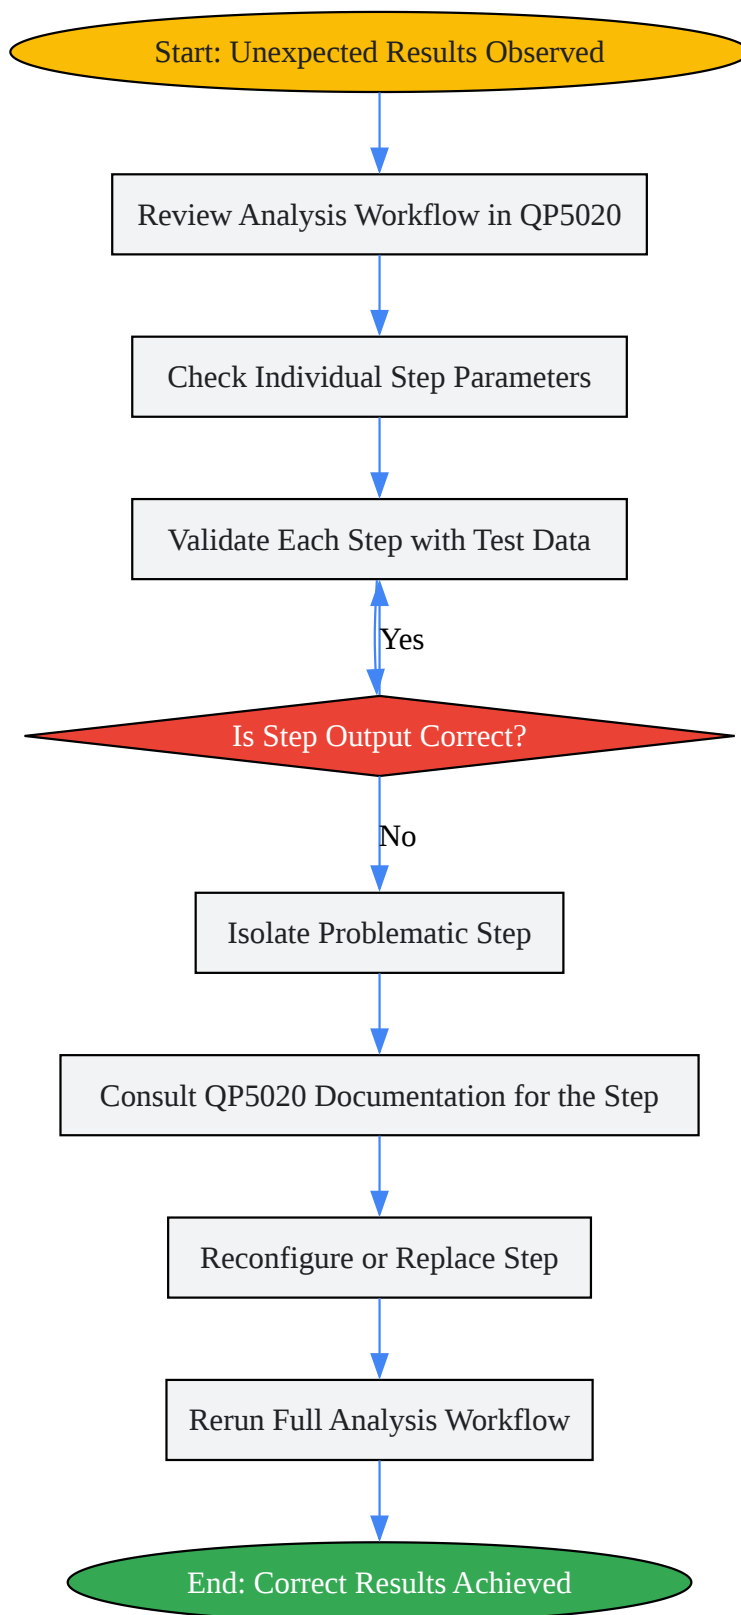 Start: Unexpected Results Observed
Review Analysis Workflow in QP5020
Check Individual Step Parameters
Validate Each Step with Test Data
Yes
Is Step Output Correct?
No
Isolate Problematic Step
Consult QP5020 Documentation for the Step
Reconfigure or Replace Step
Rerun Full Analysis Workflow
End: Correct Results Achieved